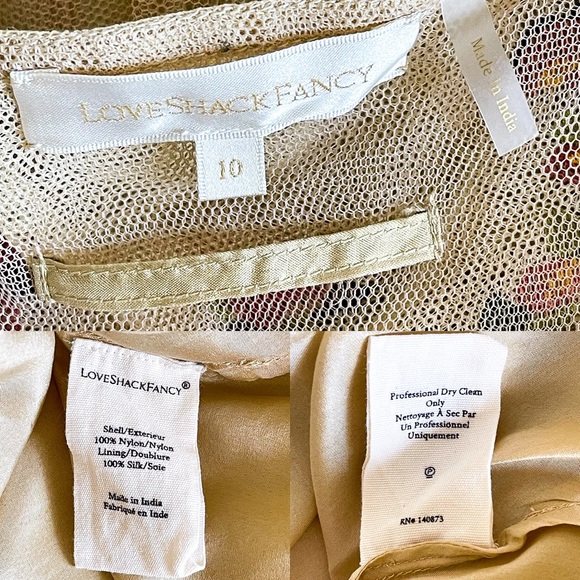 LOVESHACKFANCY
10
Made in India
LOVESHACKFANCY®
Shell/Exterieur
100% Nylon/Nylon
Lining/Doublure
100% Silk/Soie
Made in India
Fabriqué en Inde
Professional Dry Clean
Only
Nettoyage À Sec Par
Un Professionnel
Uniquement
P
RN# 140873